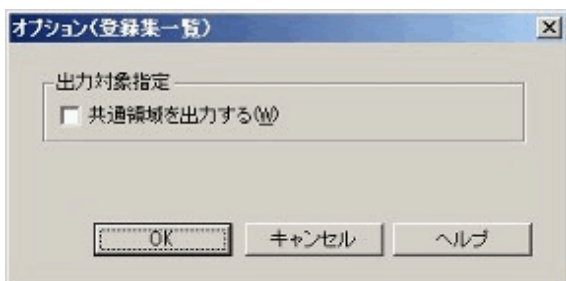 オプション(登録集一覧)
出力対象指定
共通領域を出力する(W)
OK
キャンセル
ヘルプ